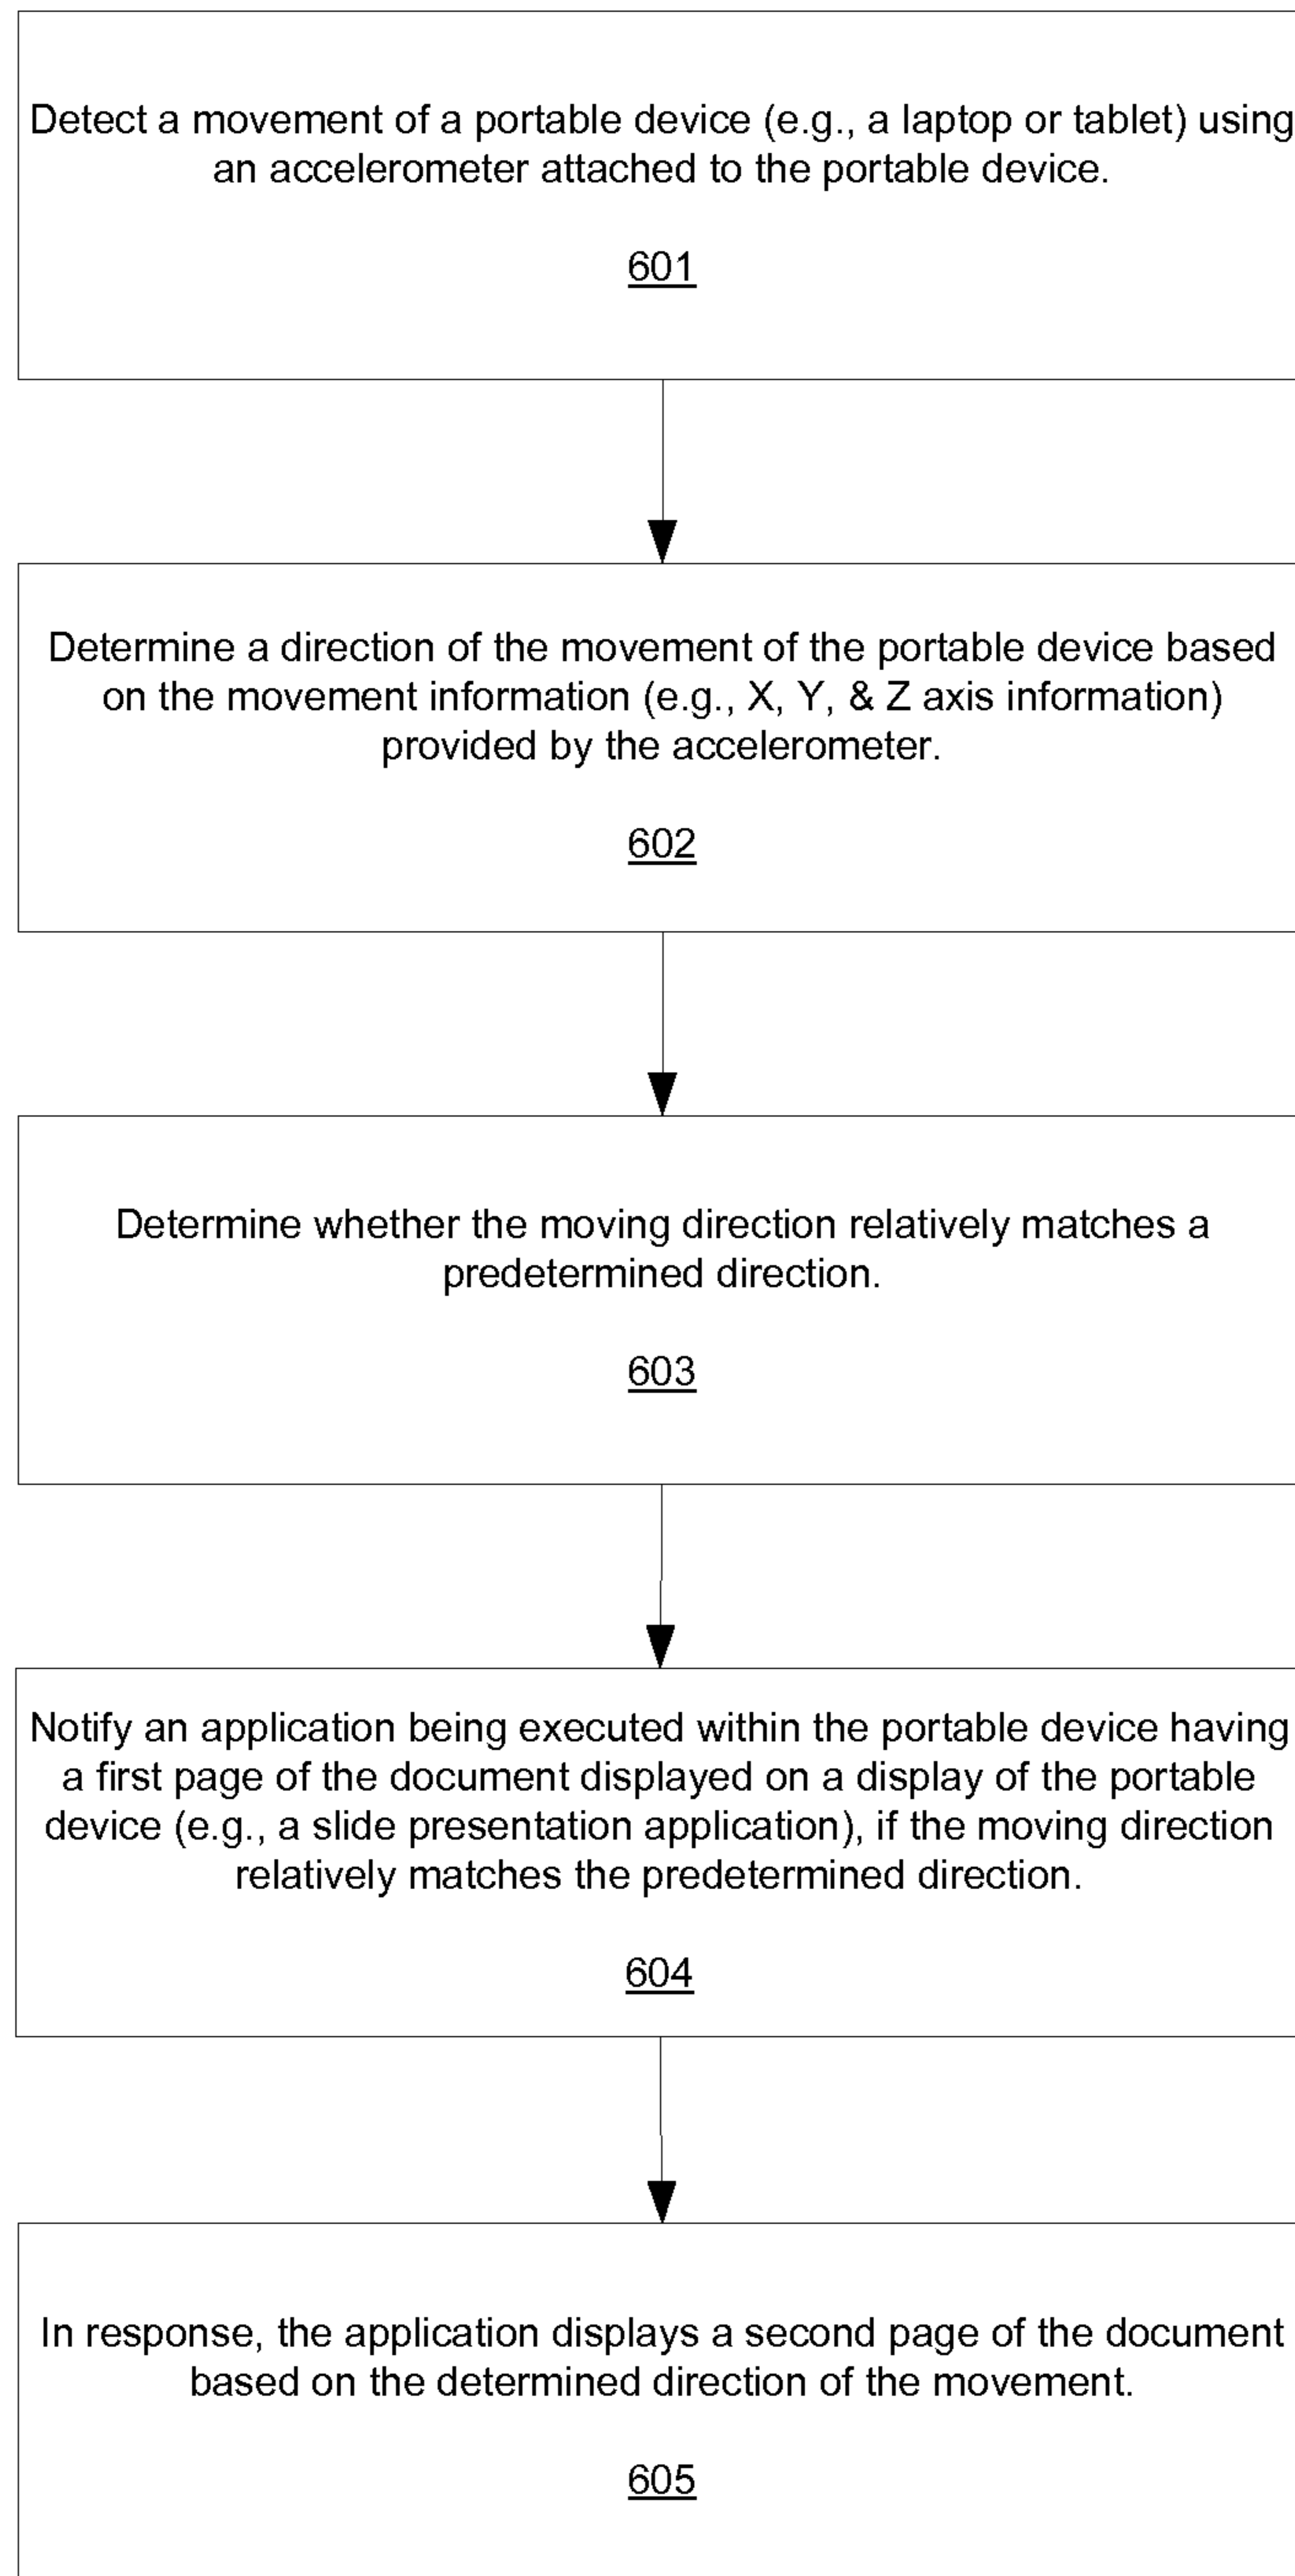 Detect a movement of a portable device (e.g., a laptop or tablet) using
an accelerometer attached to the portable device.
601
Determine a direction of the movement of the portable device based
on the movement information (e.g., X, Y, & Z axis information)
provided by the accelerometer.
602
Determine whether the moving direction relatively matches a
predetermined direction.
603
Notify an application being executed within the portable device having
a first page of the document displayed on a display of the portable
device (e.g., a slide presentation application), if the moving direction
relatively matches the predetermined direction.
604
In response, the application displays a second page of the document
based on the determined direction of the movement.
605